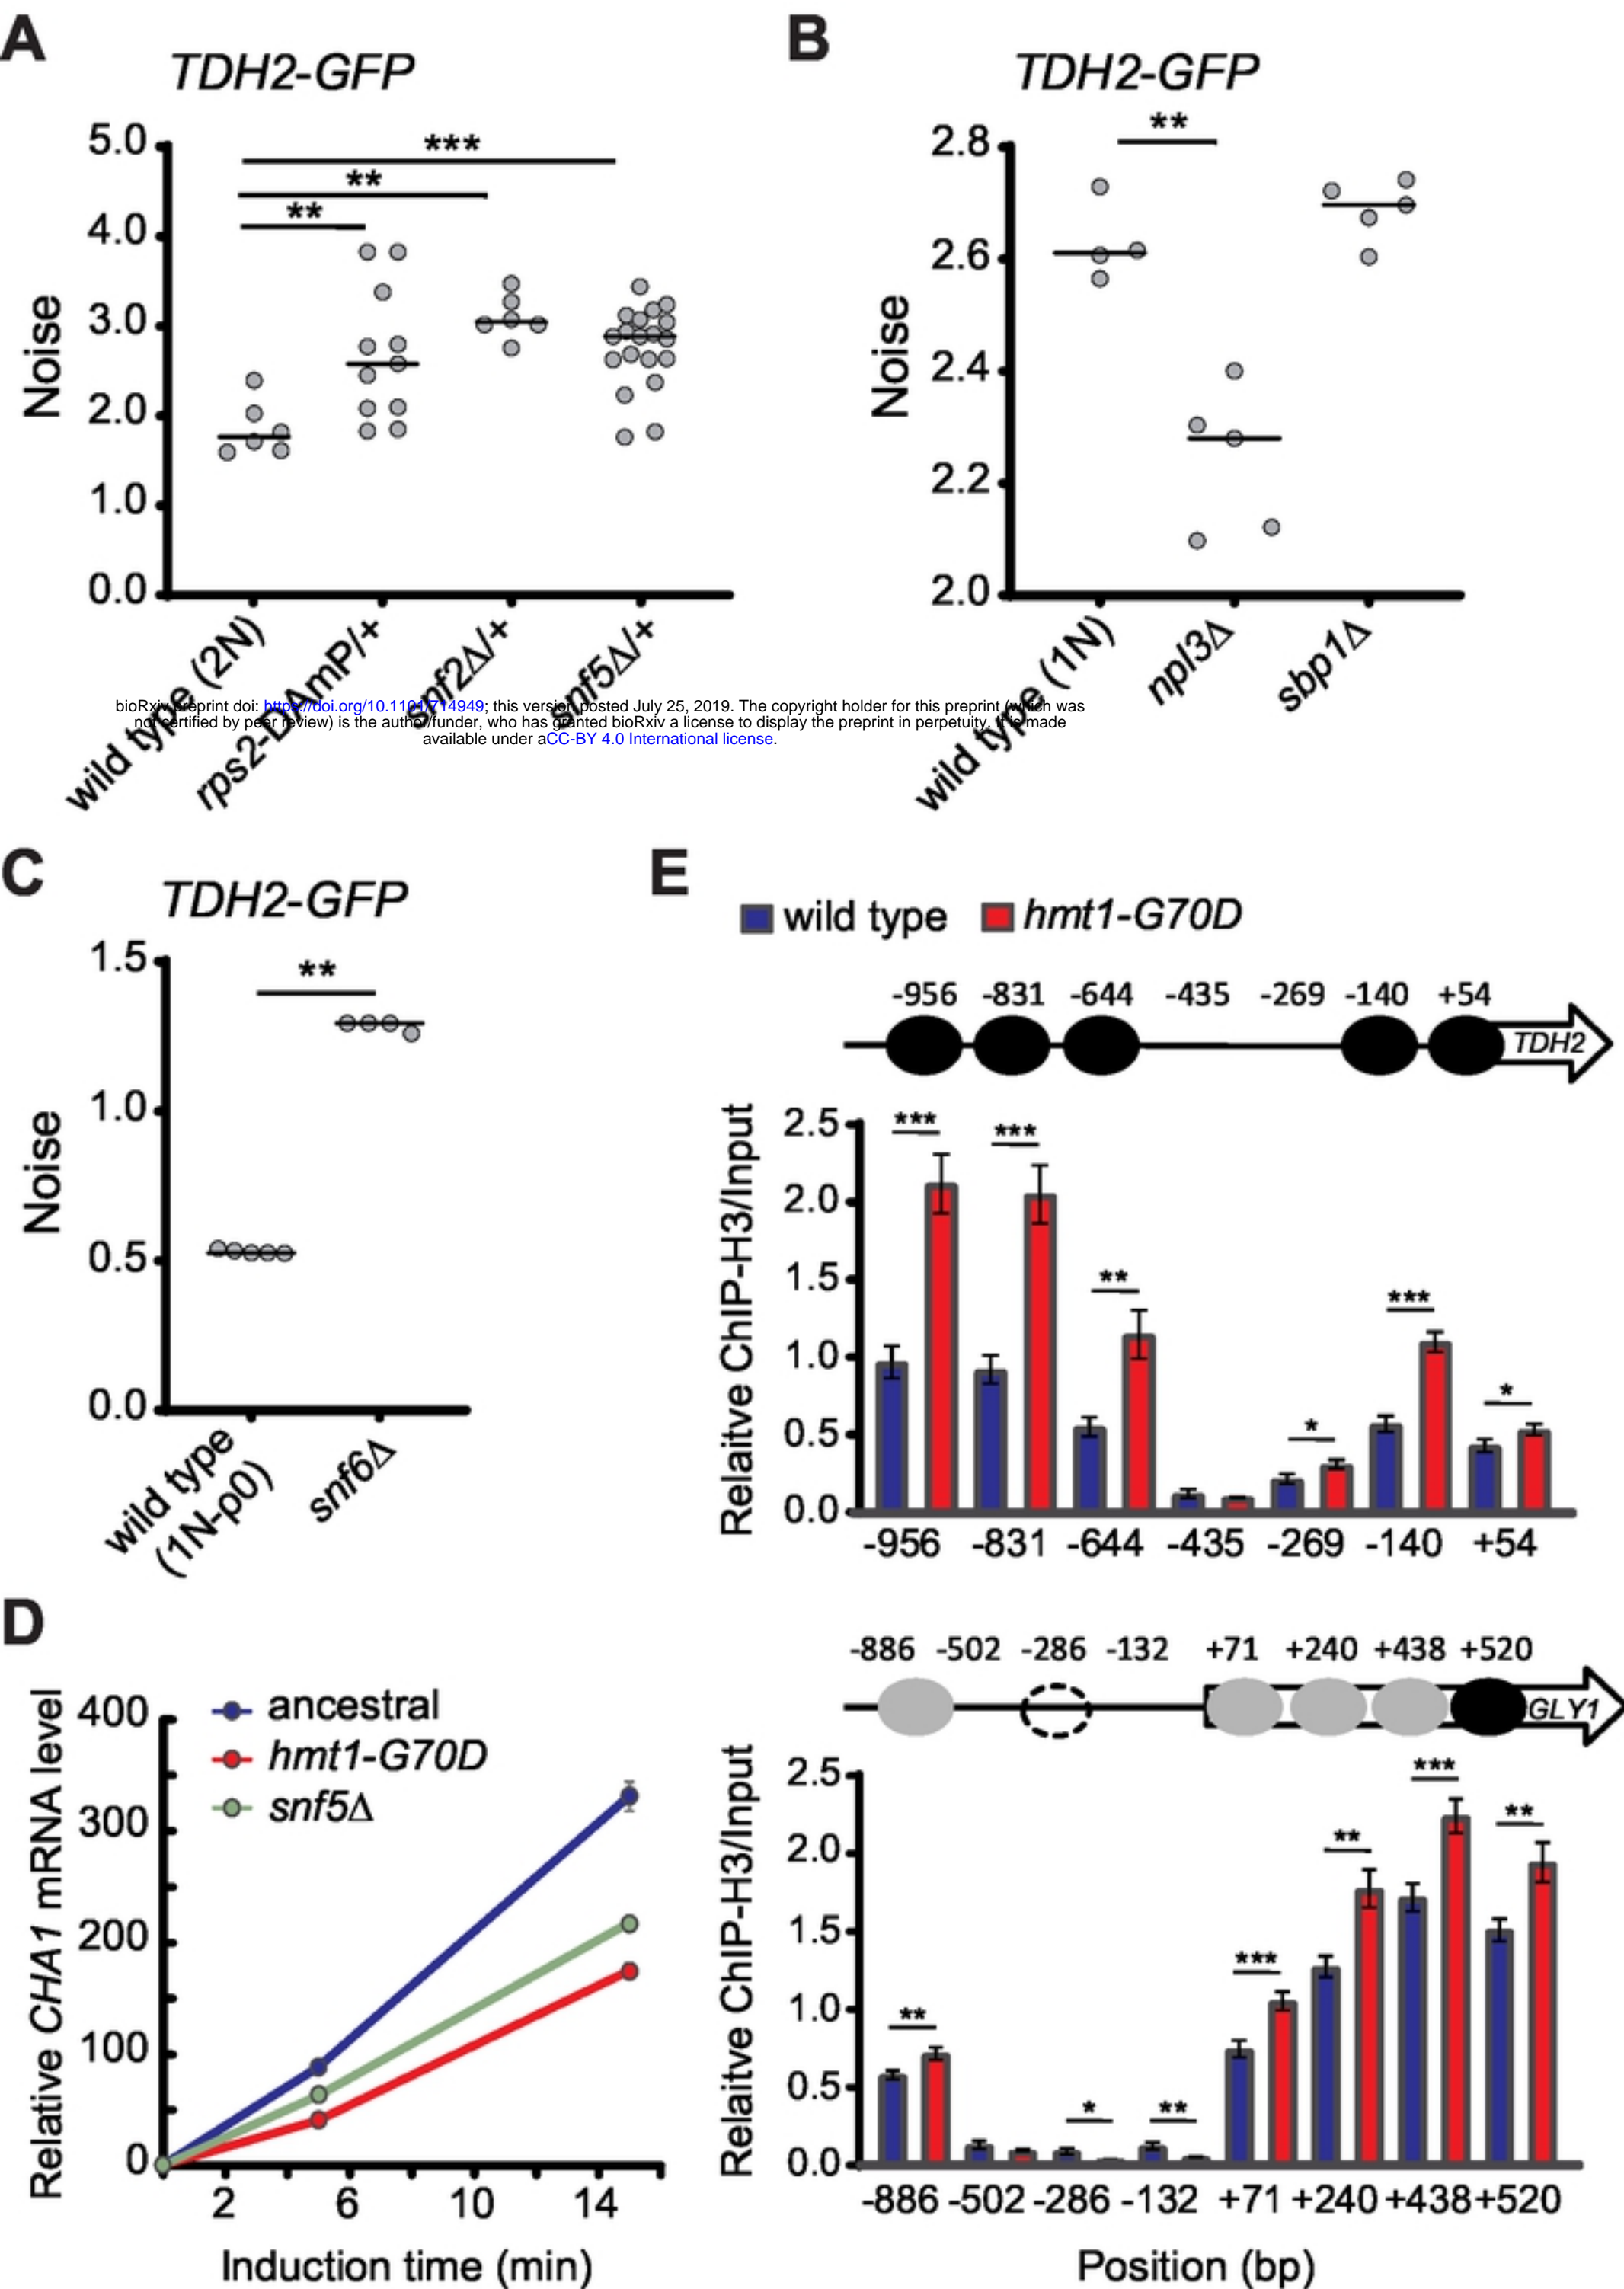 A
TDH2-GFP
5.0
4.0
3.0
2.0
1.0
0.0
Noise
***
**
**
wild type (2N)
rps2-DAmP/+
snf2Δ/+
snf5Δ/+
B
TDH2-GFP
2.8
2.6
2.4
2.2
2.0
Noise
**
wild type (1N)
npl3Δ
sbp1Δ
bioRxiv preprint doi: https://doi.org/10.1101/714949; this version posted July 25, 2019. The copyright holder for this preprint (which was
not certified by peer review) is the author/funder, who has granted bioRxiv a license to display the preprint in perpetuity. It is made
available under aCC-BY 4.0 International license.
C
TDH2-GFP
1.5
1.0
0.5
0.0
Noise
**
wild type
(1N-p0)
snf6Δ
D
Relative CHA1 mRNA level
400
300
200
100
0
ancestral
hmt1-G70D
snf5Δ
2 6 10 14
Induction time (min)
E
wild type hmt1-G70D
-956 -831 -644 -435 -269 -140 +54
TDH2
Relaitve ChIP-H3/Input
2.5
2.0
1.5
1.0
0.5
0.0
*** *** ** * *** *
-956 -831 -644 -435 -269 -140 +54
-886 -502 -286 -132 +71 +240 +438 +520
GLY1
Relaitve ChIP-H3/Input
2.5
2.0
1.5
1.0
0.5
0.0
** * ** *** ** *** **
-886 -502 -286 -132 +71 +240 +438 +520
Position (bp)